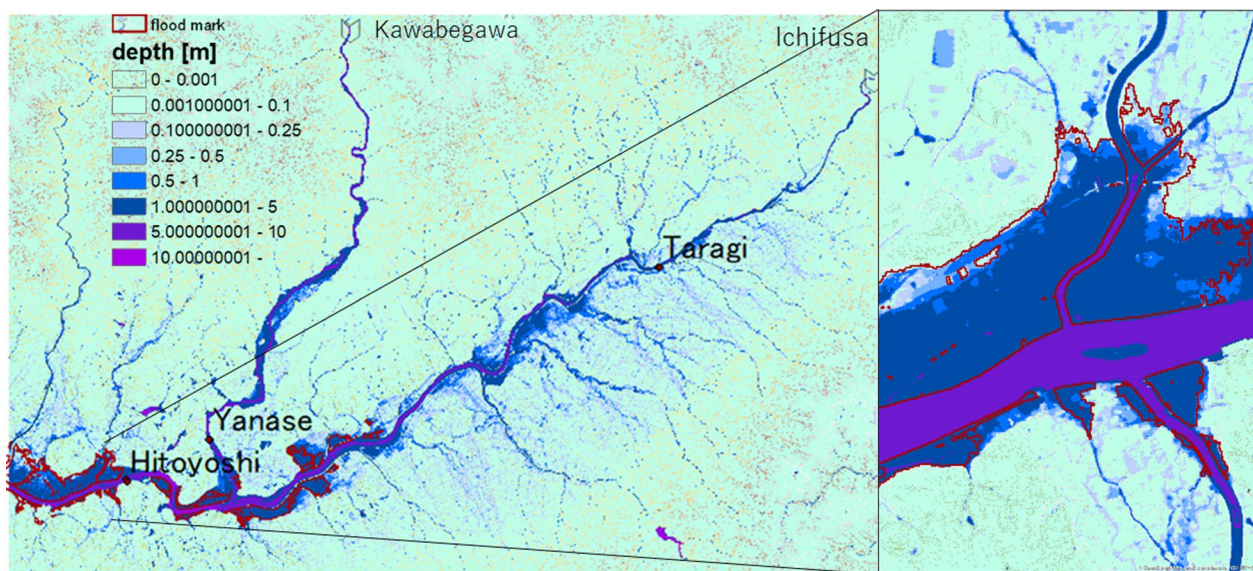 flood mark
depth [m]
0 - 0.001
0.001000001 - 0.1
0.100000001 - 0.25
0.25 - 0.5
0.5 - 1
1.000000001 - 5
5.000000001 - 10
10.00000001 -
Kawabegawa
Ichifusa
Taragi
Yanase
Hitoyoshi